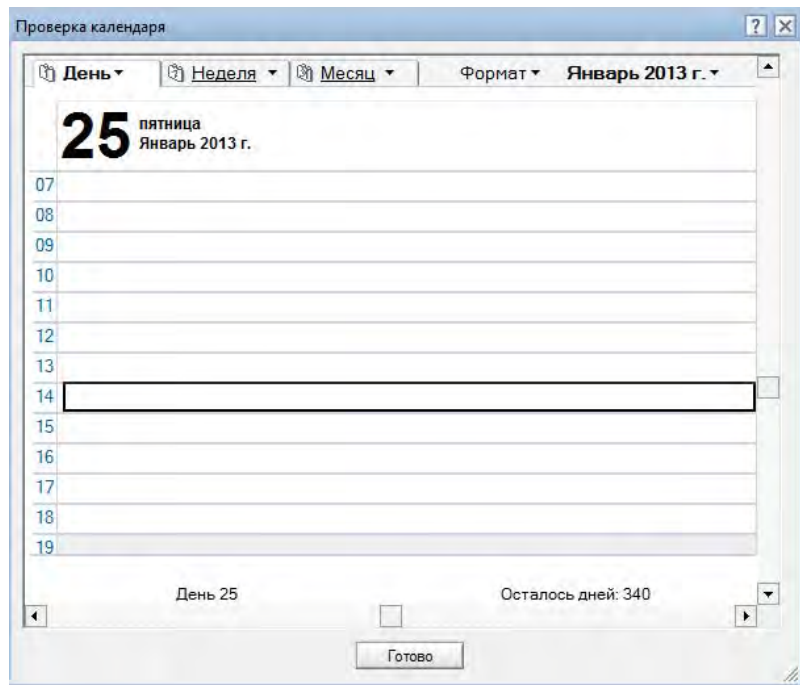 Проверка календаря
День Неделя Месяц Формат Январь 2013 г.
25 пятница
Январь 2013 г.
07
08
09
10
11
12
13
14
15
16
17
18
19
День 25 Осталось дней: 340
Готово